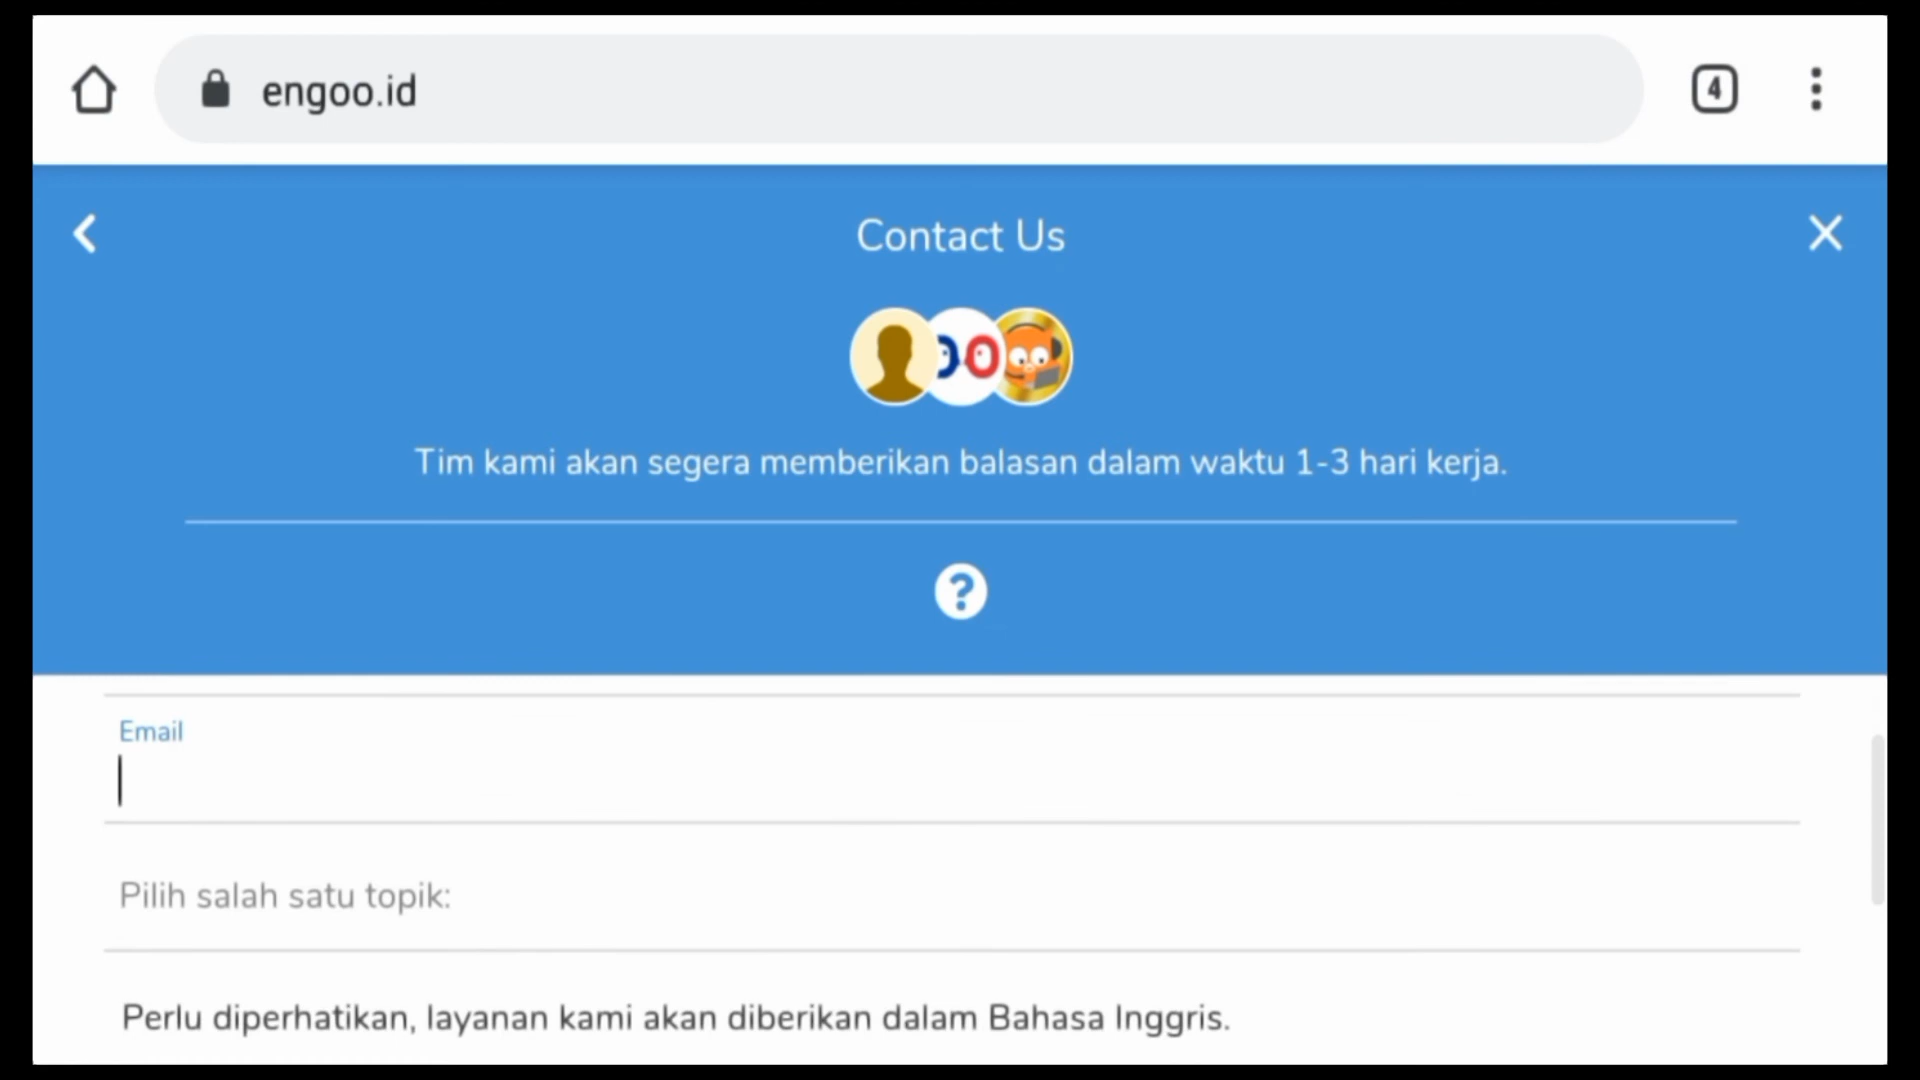 engoo.id
4
Contact Us
Tim kami akan segera memberikan balasan dalam waktu 1-3 hari kerja.
?
Email
Pilih salah satu topik:
Perlu diperhatikan, layanan kami akan diberikan dalam Bahasa Inggris.